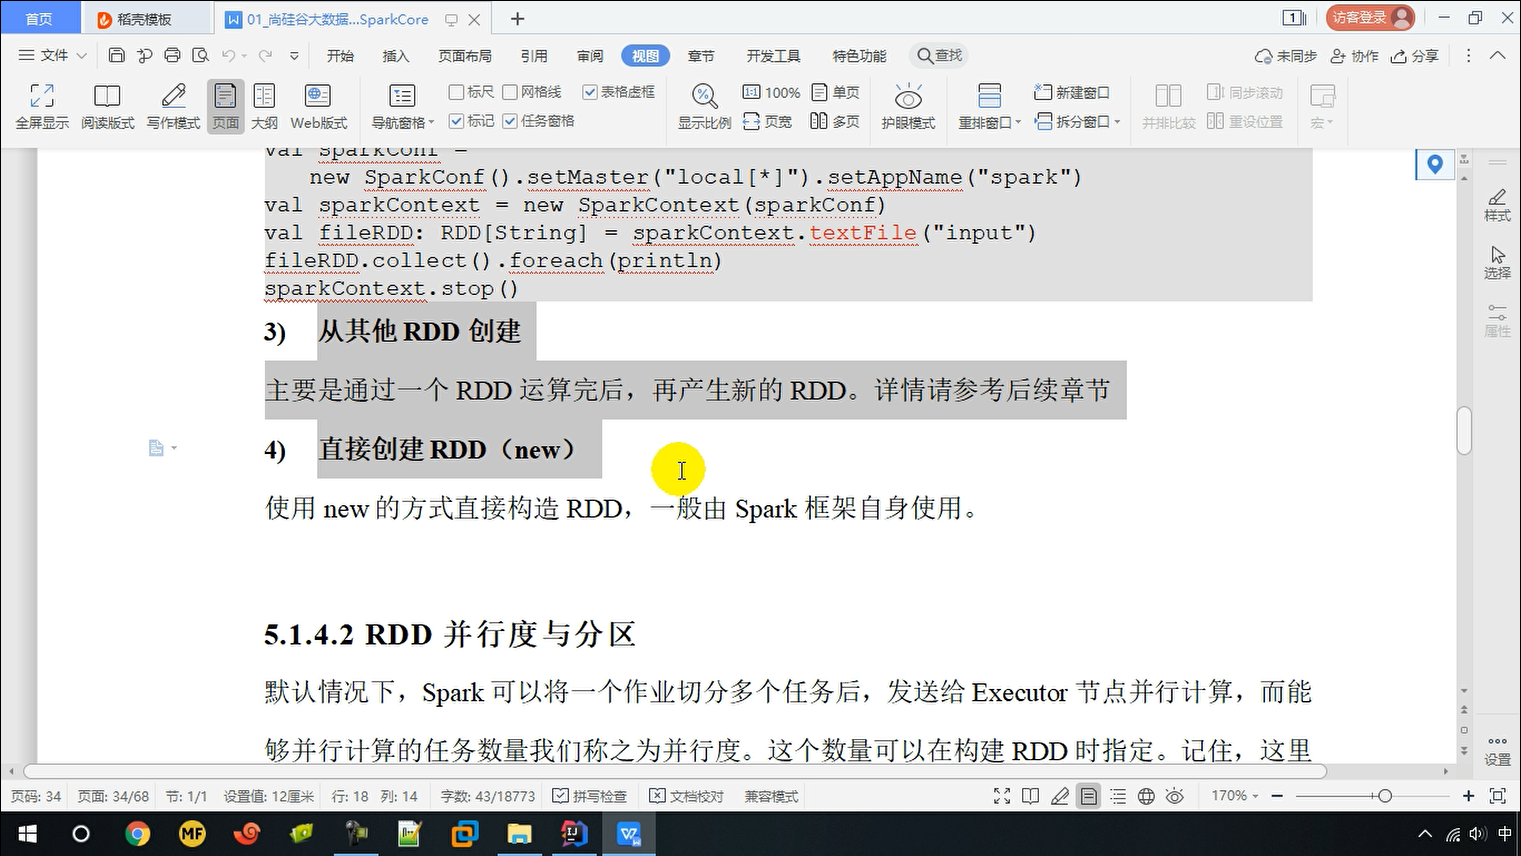 首页
稻壳模板
01_尚硅谷大数据...SparkCore
访客登录
文件
开始 插入 页面布局 引用 审阅 视图 章节 开发工具 特色功能 查找
未同步 协作 分享
全屏显示 阅读版式 写作模式 页面 大纲 Web版式 导航窗格
标尺 网格线 表格虚框
标记 任务窗格
显示比例 100% 单页
页宽 多页
护眼模式 重排窗口 新建窗口
拆分窗口
并排比较 同步滚动
重设位置
宏
val sparkConf =
new SparkConf().setMaster("local[*]").setAppName("spark")
val sparkContext = new SparkContext(sparkConf)
val fileRDD: RDD[String] = sparkContext.textFile("input")
fileRDD.collect().foreach(println)
sparkContext.stop()
3) 从其他 RDD 创建
主要是通过一个 RDD 运算完后，再产生新的 RDD。详情请参考后续章节
4) 直接创建 RDD（new）
使用 new 的方式直接构造 RDD，一般由 Spark 框架自身使用。
5.1.4.2 RDD 并行度与分区
默认情况下，Spark 可以将一个作业切分多个任务后，发送给 Executor 节点并行计算，而能
够并行计算的任务数量我们称之为并行度。这个数量可以在构建 RDD 时指定。记住，这里
样式
选择
属性
设置
页码: 34 页面: 34/68 节: 1/1 设置值: 12厘米 行: 18 列: 14 字数: 43/18773 拼写检查 文档校对 兼容模式
170%
MF
中